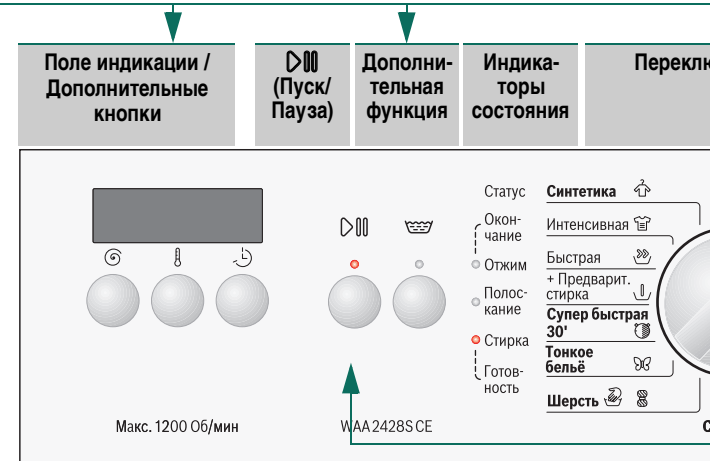 Поле индикации /
Дополнительные
кнопки
(Пуск/
Пауза)
Дополни-
тельная
функция
Индика-
торы
состояния
Переклю
Статус
Окон-
чание
Отжим
Полос-
кание
Стирка
Готов-
ность
Синтетика
Интенсивная
Быстрая
+ Предварит.
стирка
Супер быстрая
30'
Тонкое
бельё
Шерсть
Макс. 1200 Об/мин
WAA 2428S CE
С